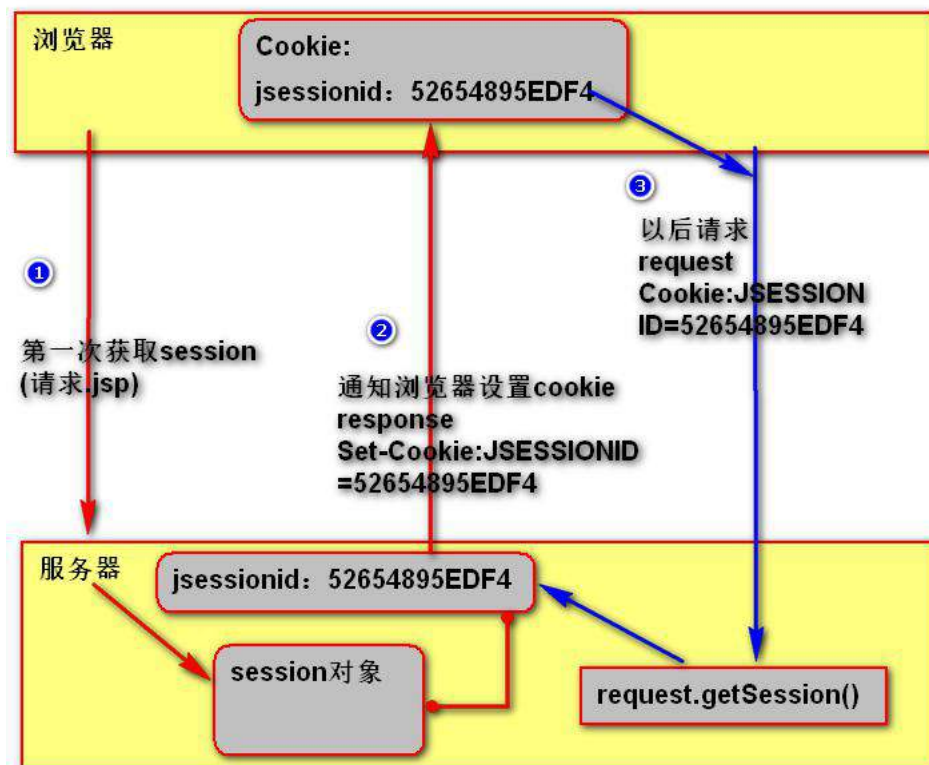 浏览器
Cookie:
jsessionid：52654895EDF4
3
以后请求
request
Cookie:JSESSION
ID=52654895EDF4
1
第一次获取session
(请求.jsp)
2
通知浏览器设置cookie
response
Set-Cookie:JSESSIONID
=52654895EDF4
服务器
jsessionid：52654895EDF4
session对象
request.getSession()